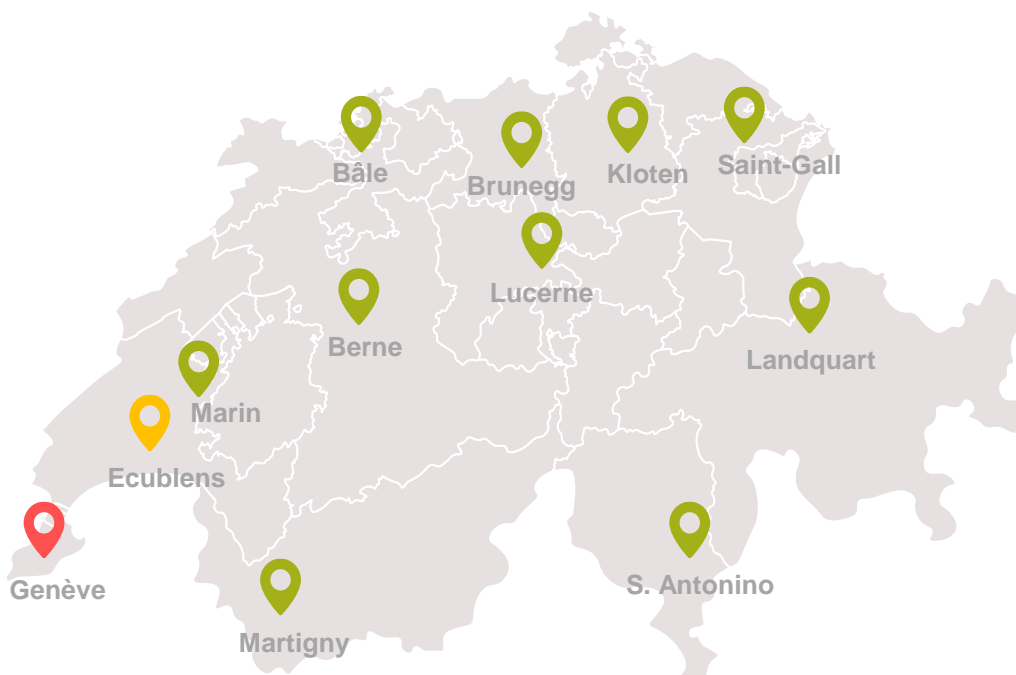 Saint-Gall
Bâle
Kloten
Brunegg
Lucerne
Berne
Landquart
Marin
Ecublens
S. Antonino
Genève
Martigny